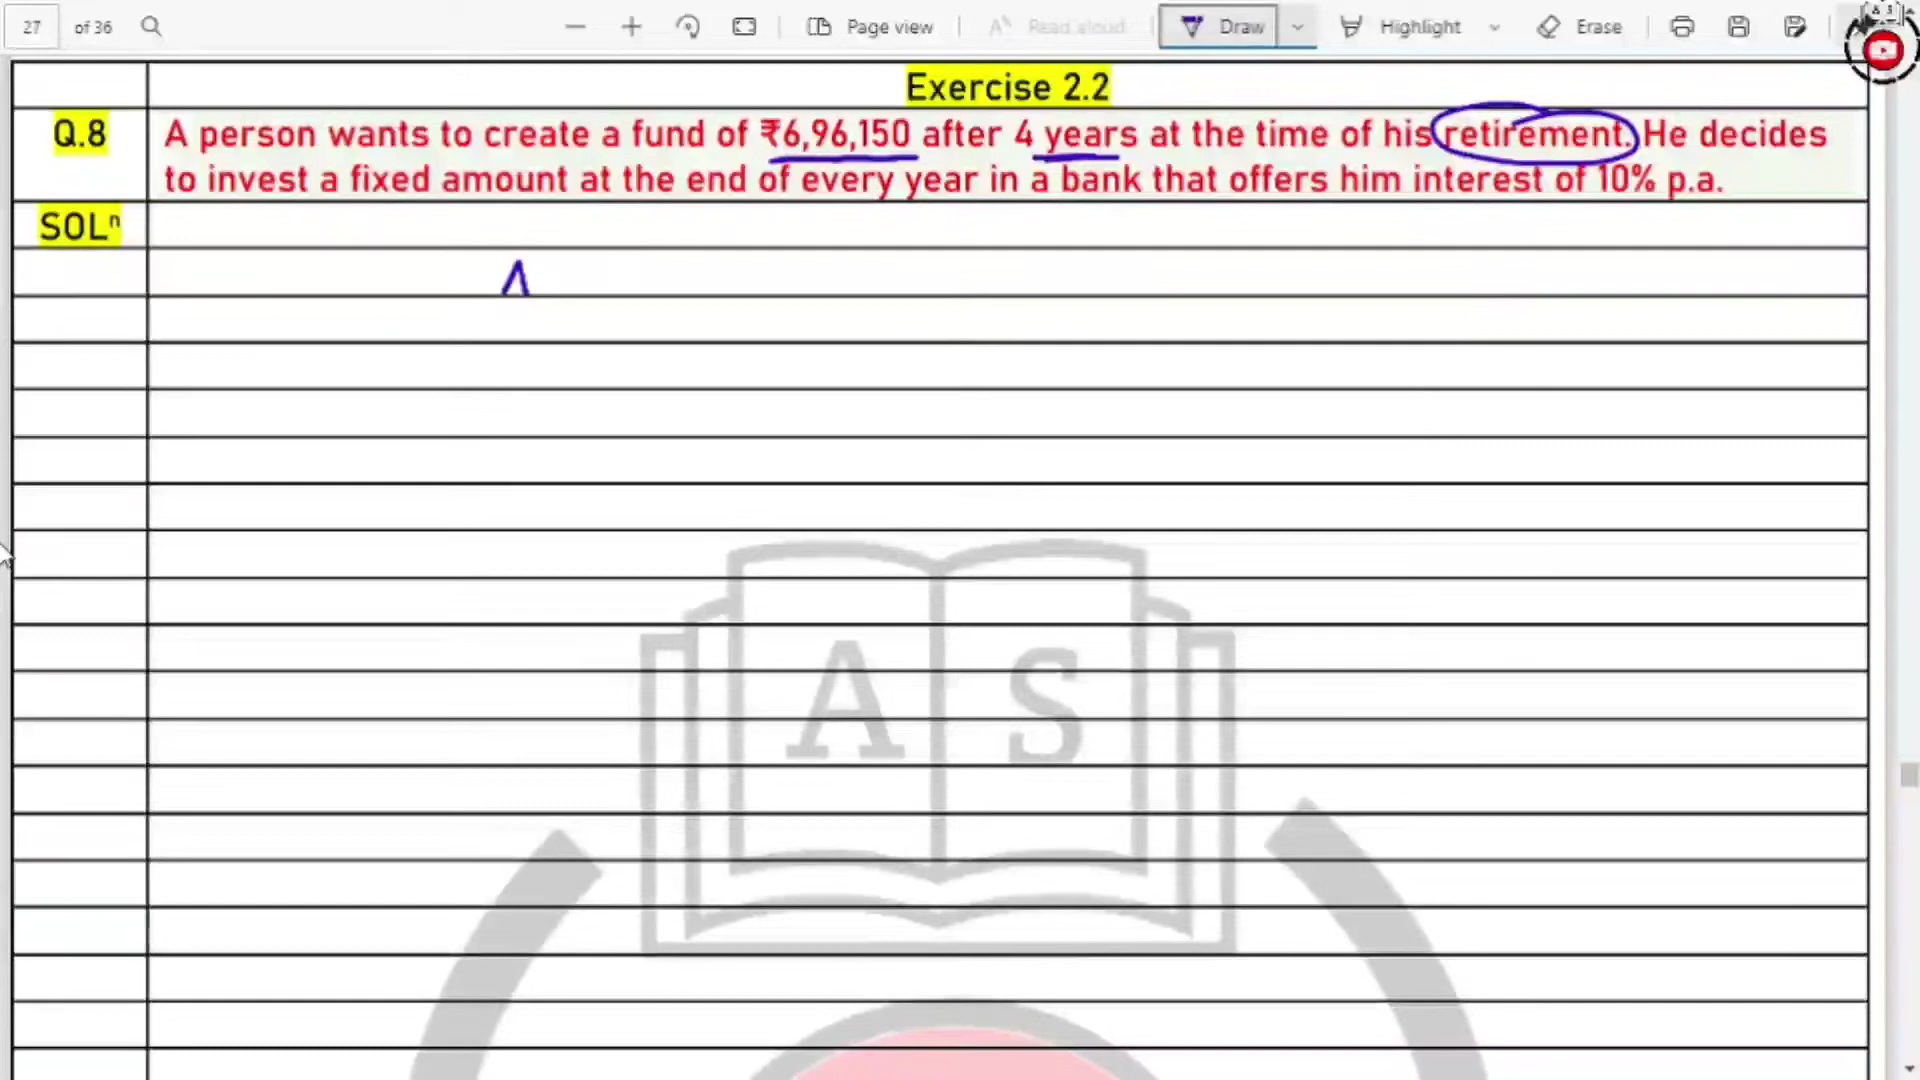 27 of 36 Page view Read aloud Draw Highlight Erase
Exercise 2.2
Q.8 A person wants to create a fund of ₹6,96,150 after 4 years at the time of his retirement. He decides
to invest a fixed amount at the end of every year in a bank that offers him interest of 10% p.a.
SOLⁿ
A S